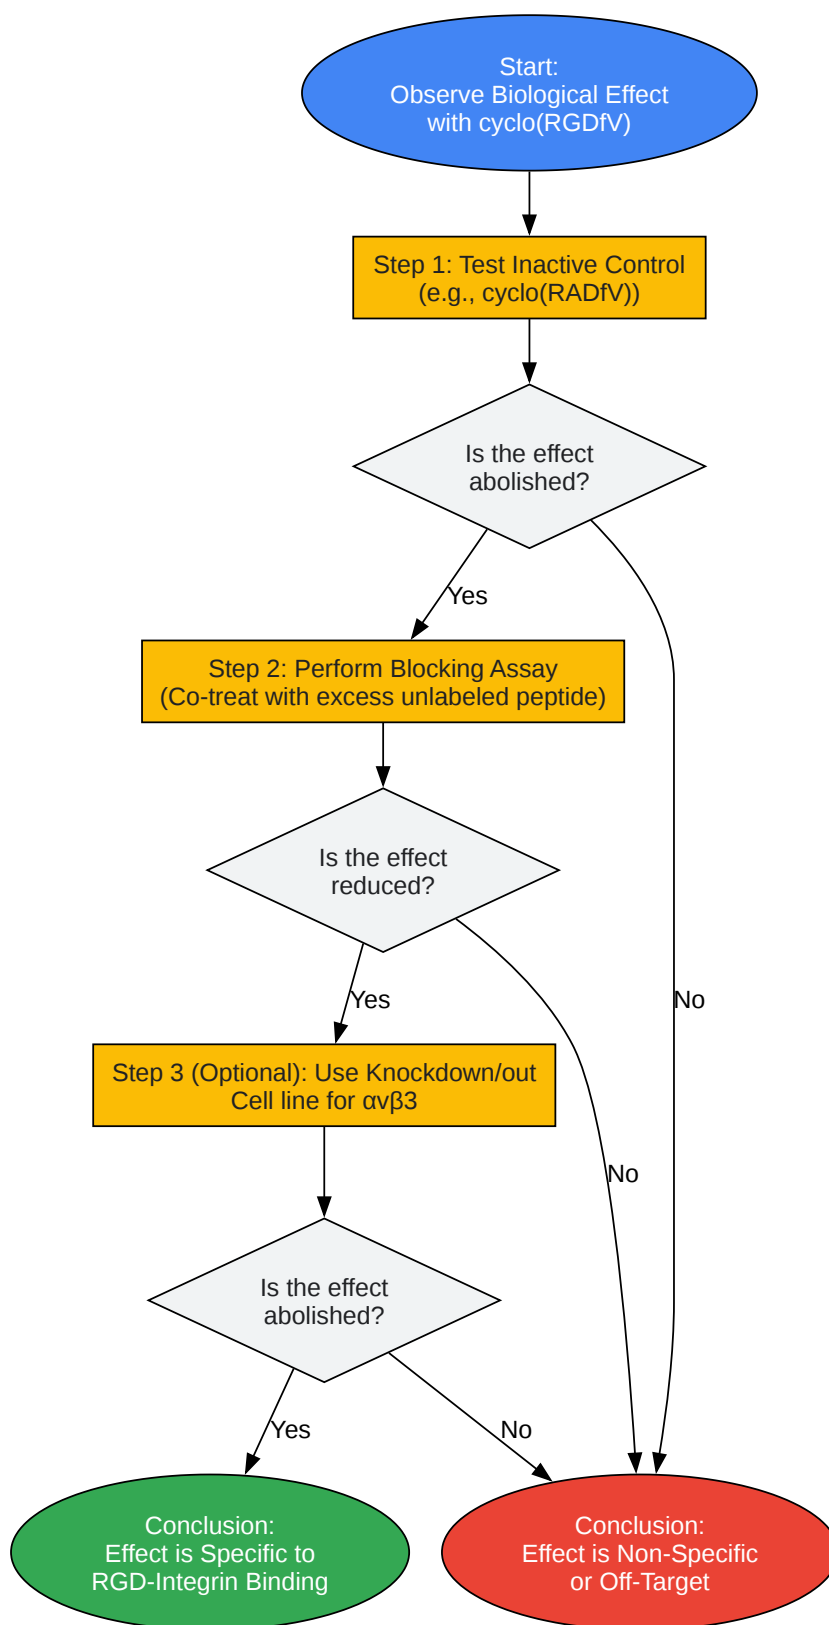 Start:
Observe Biological Effect
with cyclo(RGDfV)
Step 1: Test Inactive Control
(e.g., cyclo(RADfV))
Is the effect
abolished?
Yes
Step 2: Perform Blocking Assay
(Co-treat with excess unlabeled peptide)
Is the effect
reduced?
Yes
No
Step 3 (Optional): Use Knockdown/out
Cell line for αvβ3
No
Is the effect
abolished?
Yes
No
Conclusion:
Effect is Specific to
RGD-Integrin Binding
Conclusion:
Effect is Non-Specific
or Off-Target